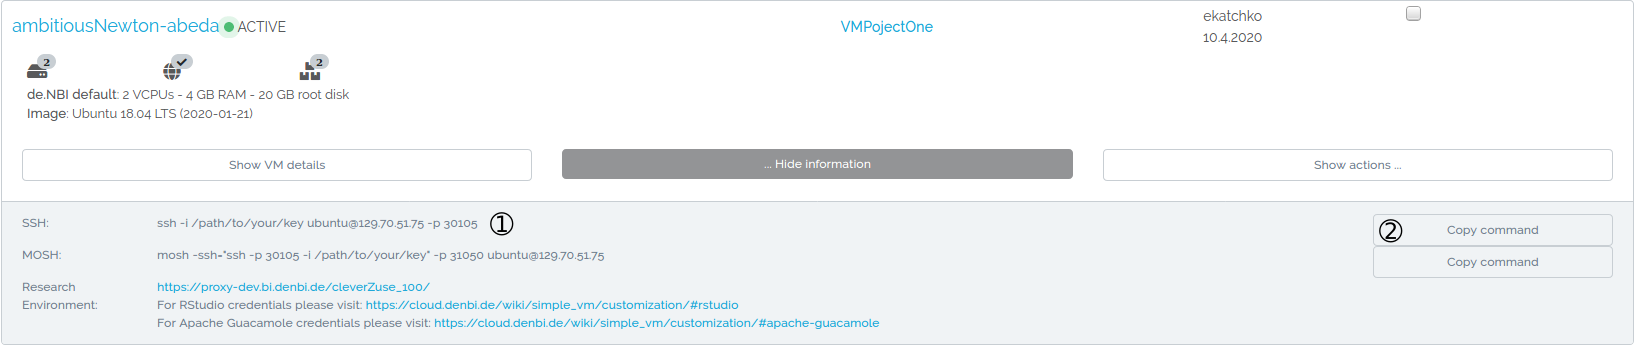 ambitiousNewton-abeda ACTIVE
VMPojectOne
ekatchko
10.4.2020
2
2
de.NBI default: 2 VCPUs - 4 GB RAM - 20 GB root disk
Image: Ubuntu 18.04 LTS (2020-01-21)
Show VM details
... Hide information
Show actions ...
SSH: ssh -i /path/to/your/key ubuntu@129.70.51.75 -p 30105 ①
② Copy command
MOSH: mosh -ssh="ssh -p 30105 -i /path/to/your/key" -p 31050 ubuntu@129.70.51.75
Copy command
Research
Environment:
https://proxy-dev.bi.denbi.de/cleverZuse_100/
For RStudio credentials please visit: https://cloud.denbi.de/wiki/simple_vm/customization/#rstudio
For Apache Guacamole credentials please visit: https://cloud.denbi.de/wiki/simple_vm/customization/#apache-guacamole